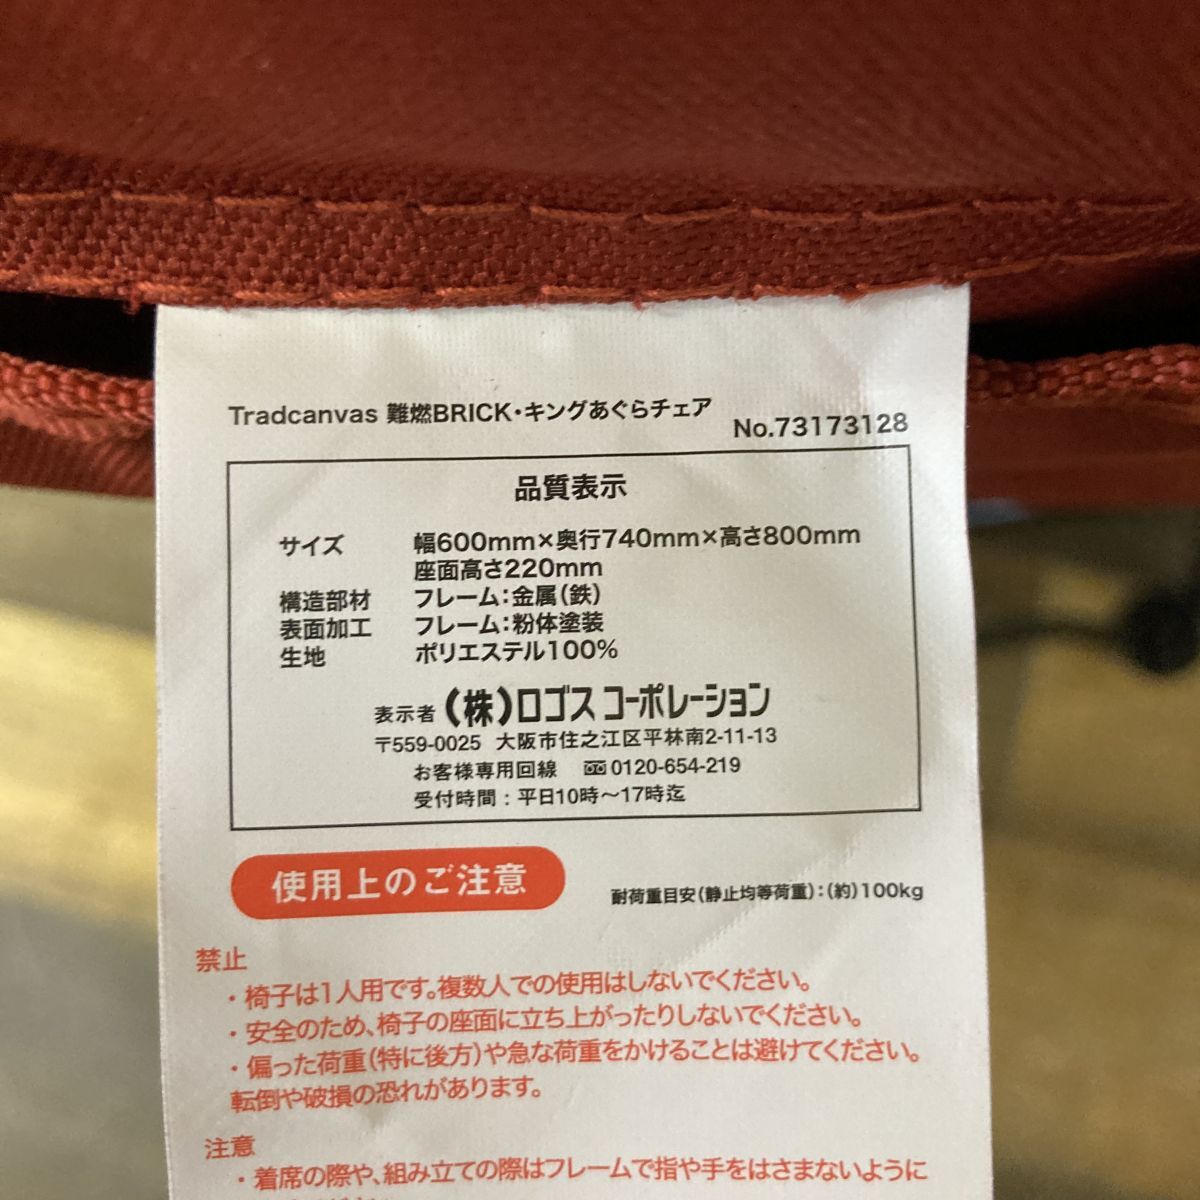 Tradcanvas 難燃BRICK・キングあぐらチェア No.73173128
品質表示
サイズ 幅600mm×奥行740mm×高さ800mm
座面高さ220mm
構造部材 フレーム：金属（鉄）
表面加工 フレーム：粉体塗装
生地 ポリエステル100%
表示者 （株）ロゴス コーポレーション
〒559-0025 大阪市住之江区平林南2-11-13
お客様専用回線 0120-654-219
受付時間：平日10時〜17時迄
使用上のご注意 耐荷重目安（静止均等荷重）：（約）100kg
禁止
・椅子は1人用です。複数人での使用はしないでください。
・安全のため、椅子の座面に立ち上がったりしないでください。
・偏った荷重（特に後方）や急な荷重をかけることは避けてください。
転倒や破損の恐れがあります。
注意
・着席の際や、組み立ての際はフレームで指や手をはさまないように